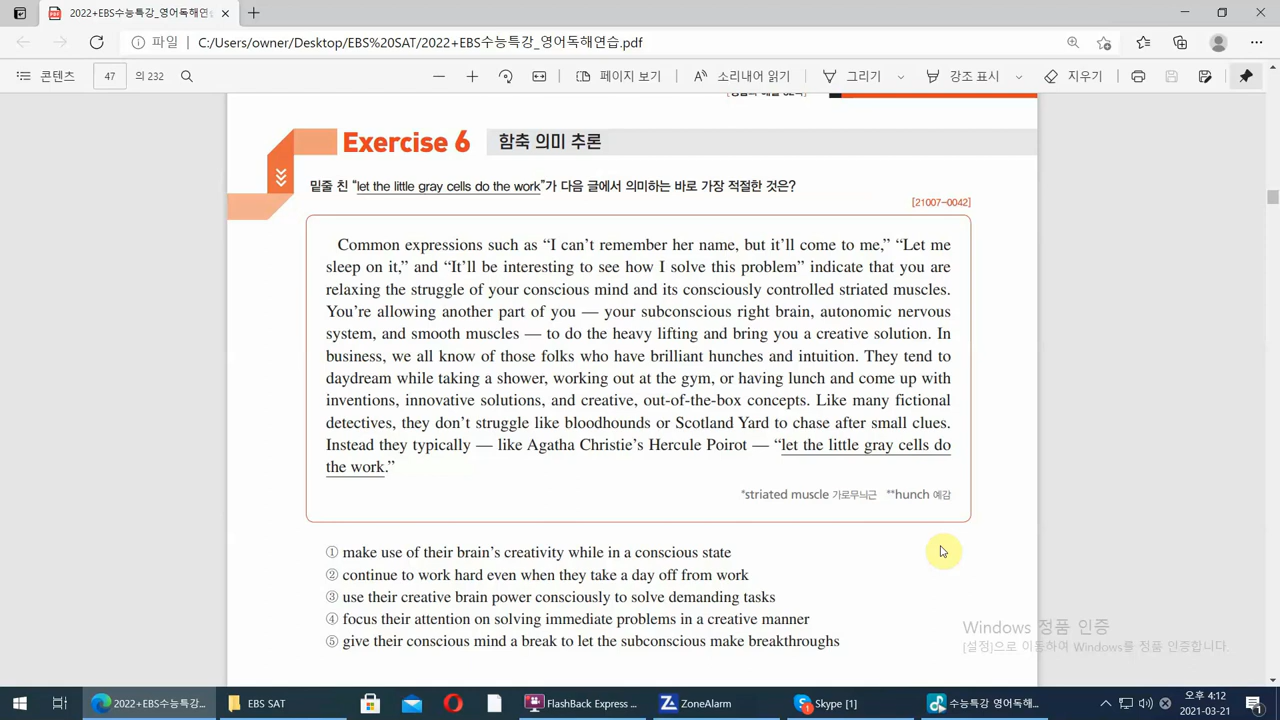 2022+EBS수능특강_영어독해연습
파일 C:/Users/owner/Desktop/EBS%20SAT/2022+EBS수능특강_영어독해연습.pdf
콘텐츠 47 의 232 페이지 보기 소리내어 읽기 그리기 강조 표시 지우기
Exercise 6 함축 의미 추론
밑줄 친 “let the little gray cells do the work”가 다음 글에서 의미하는 바로 가장 적절한 것은?
[21007-0042]
Common expressions such as “I can’t remember her name, but it’ll come to me,” “Let me
sleep on it,” and “It’ll be interesting to see how I solve this problem” indicate that you are
relaxing the struggle of your conscious mind and its consciously controlled striated muscles.
You’re allowing another part of you — your subconscious right brain, autonomic nervous
system, and smooth muscles — to do the heavy lifting and bring you a creative solution. In
business, we all know of those folks who have brilliant hunches and intuition. They tend to
daydream while taking a shower, working out at the gym, or having lunch and come up with
inventions, innovative solutions, and creative, out-of-the-box concepts. Like many fictional
detectives, they don’t struggle like bloodhounds or Scotland Yard to chase after small clues.
Instead they typically — like Agatha Christie’s Hercule Poirot — “let the little gray cells do
the work.”
*striated muscle 가로무늬근 **hunch 예감
① make use of their brain’s creativity while in a conscious state
② continue to work hard even when they take a day off from work
③ use their creative brain power consciously to solve demanding tasks
④ focus their attention on solving immediate problems in a creative manner
⑤ give their conscious mind a break to let the subconscious make breakthroughs
Windows 정품 인증
[설정]으로 이동하여 Windows를 정품 인증합니다.
2022+EBS수능특강_... EBS SAT FlashBack Express ... ZoneAlarm Skype [1] 수능특강 영어독해...
오후 4:12
2021-03-21